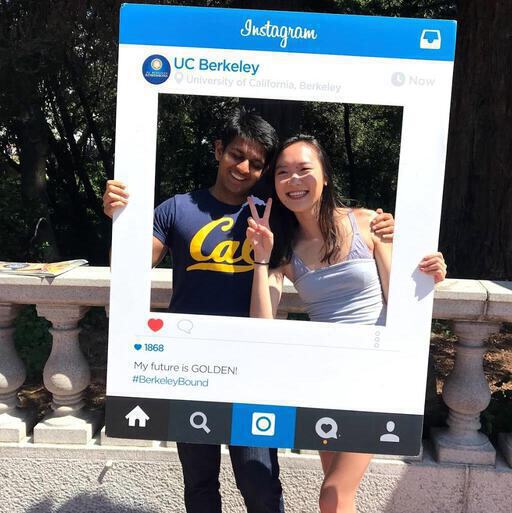 Instagram
UC Berkeley
University of California, Berkeley
Now
Cal
1868
My future is GOLDEN!
#BerkeleyBound